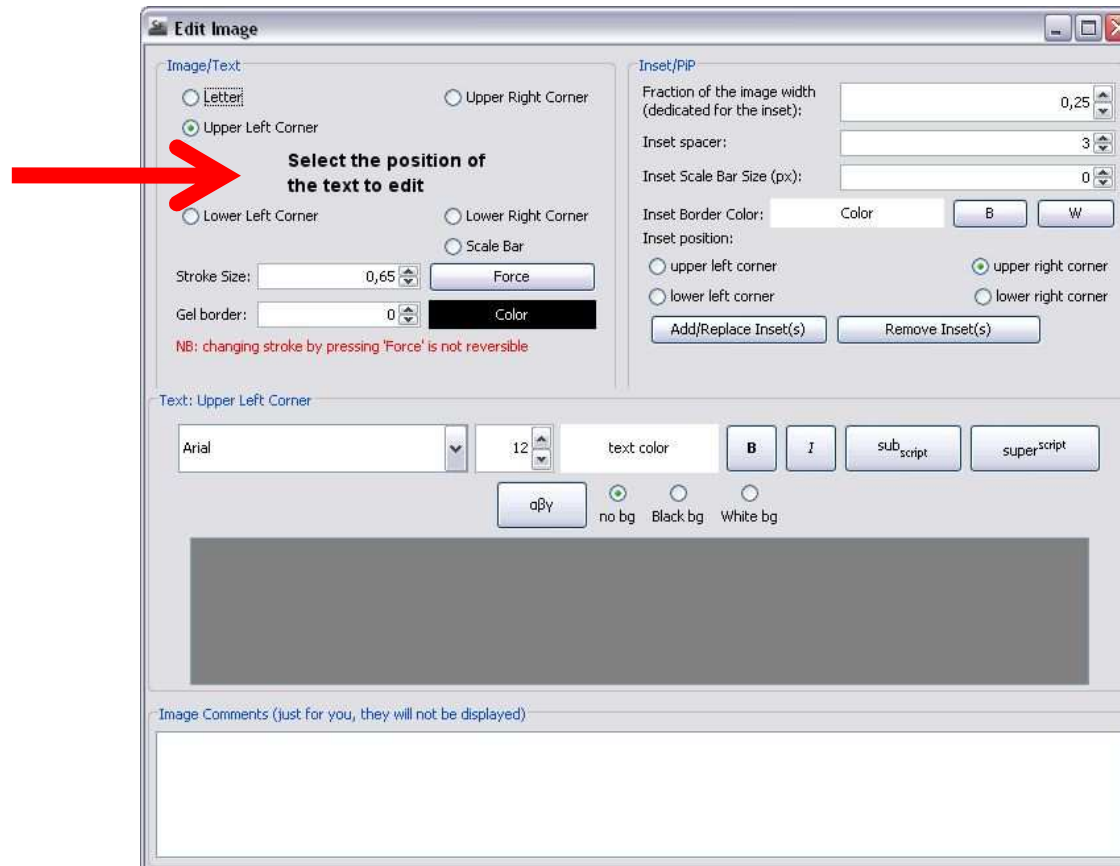 Edit Image
Image/Text
Letter
Upper Right Corner
Upper Left Corner
Select the position of
the text to edit
Lower Left Corner
Lower Right Corner
Scale Bar
Stroke Size:
0,65
Force
Gel border:
0
Color
NB: changing stroke by pressing 'Force' is not reversible
Inset/PiP
Fraction of the image width
(dedicated for the inset):
0,25
Inset spacer:
3
Inset Scale Bar Size (px):
0
Inset Border Color:
Color
B
W
Inset position:
upper left corner
upper right corner
lower left corner
lower right corner
Add/Replace Inset(s)
Remove Inset(s)
Text: Upper Left Corner
Arial
12
text color
B
I
subscript
superscript
αβγ
no bg
Black bg
White bg
Image Comments (just for you, they will not be displayed)